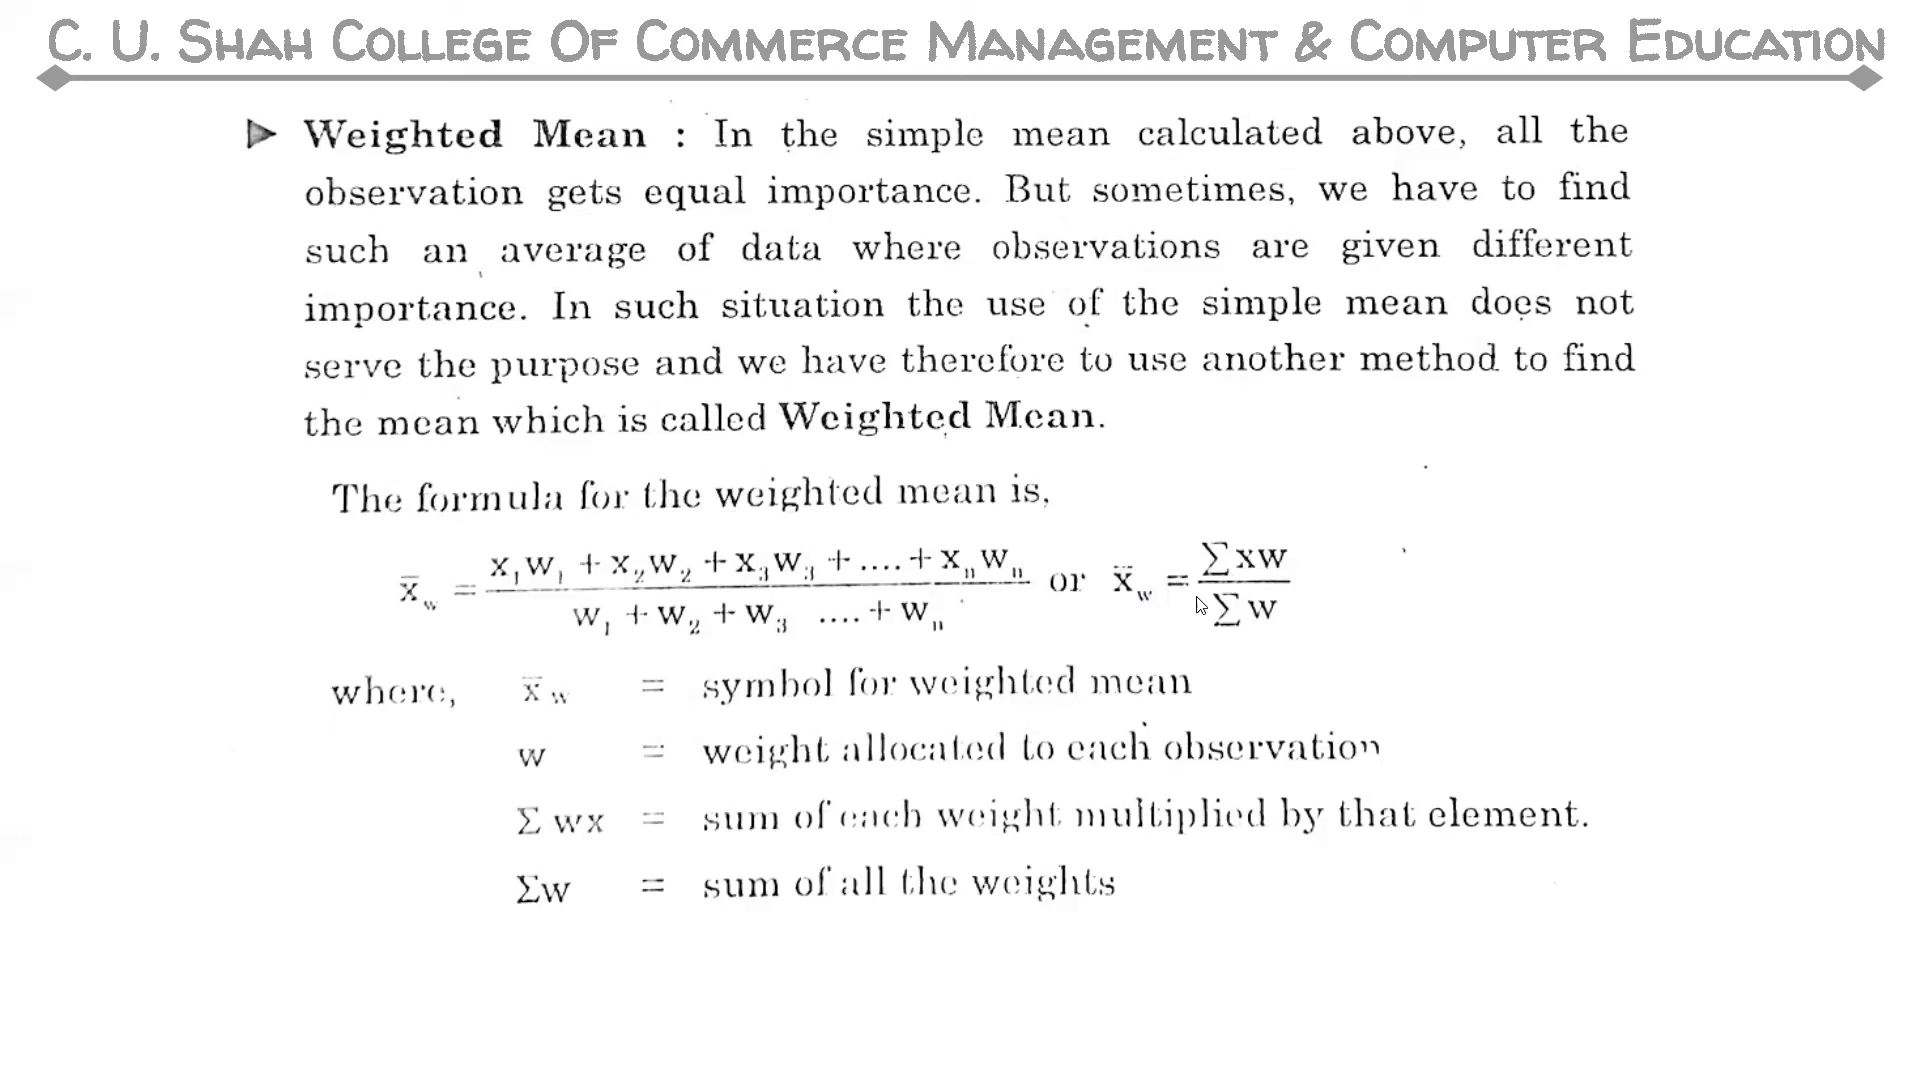 C. U. SHAH COLLEGE OF COMMERCE MANAGEMENT & COMPUTER EDUCATION
Weighted Mean : In the simple mean calculated above, all the
observation gets equal importance. But sometimes, we have to find
such an average of data where observations are given different
importance. In such situation the use of the simple mean does not
serve the purpose and we have therefore to use another method to find
the mean which is called Weighted Mean.
The formula for the weighted mean is,
x̄w = x₁w₁ + x₂w₂ + x₃w₃ + .... + xₙwₙ / w₁ + w₂ + w₃ .... + wₙ or x̄w = ∑xw / ∑w
where, x̄w = symbol for weighted mean
w = weight allocated to each observation
Σ wx = sum of each weight multiplied by that element.
Σw = sum of all the weights